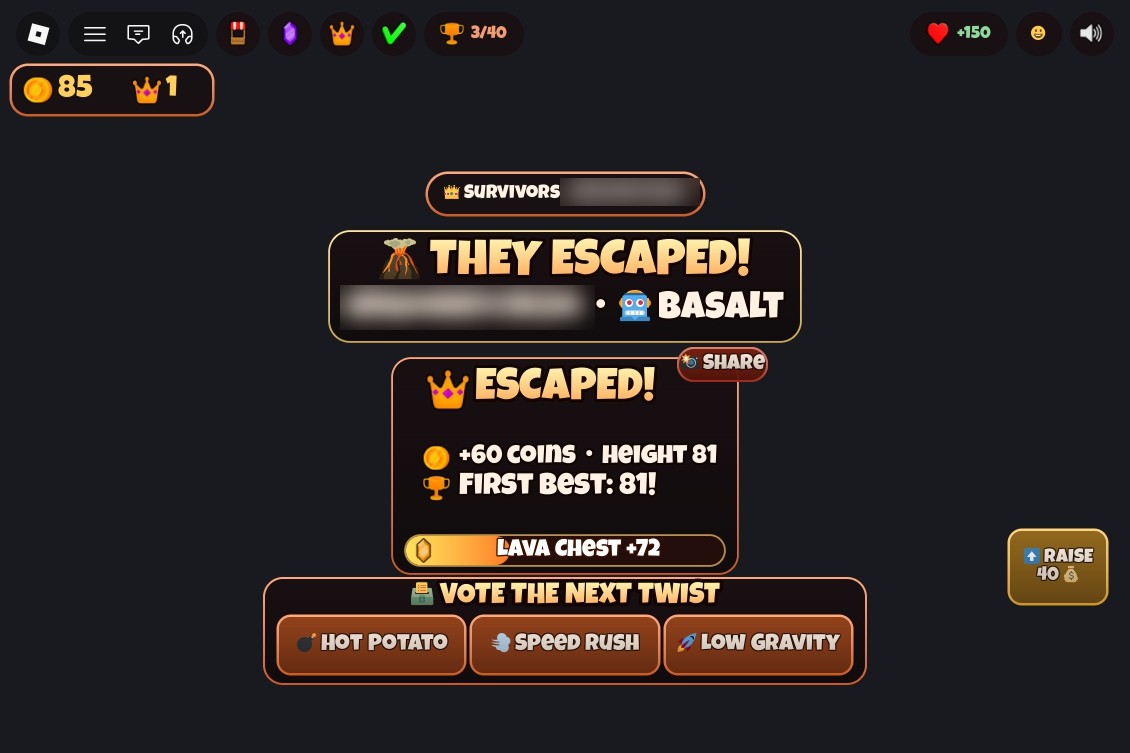 3/40
+150
85
1
SURVIVORS
THEY ESCAPED!
• BASALT
SHARE
ESCAPED!
+60 COINS • HEIGHT 81
FIRST BEST: 81!
LAVA CHEST +72
RAISE
40
VOTE THE NEXT TWIST
HOT POTATO
SPEED RUSH
LOW GRAVITY